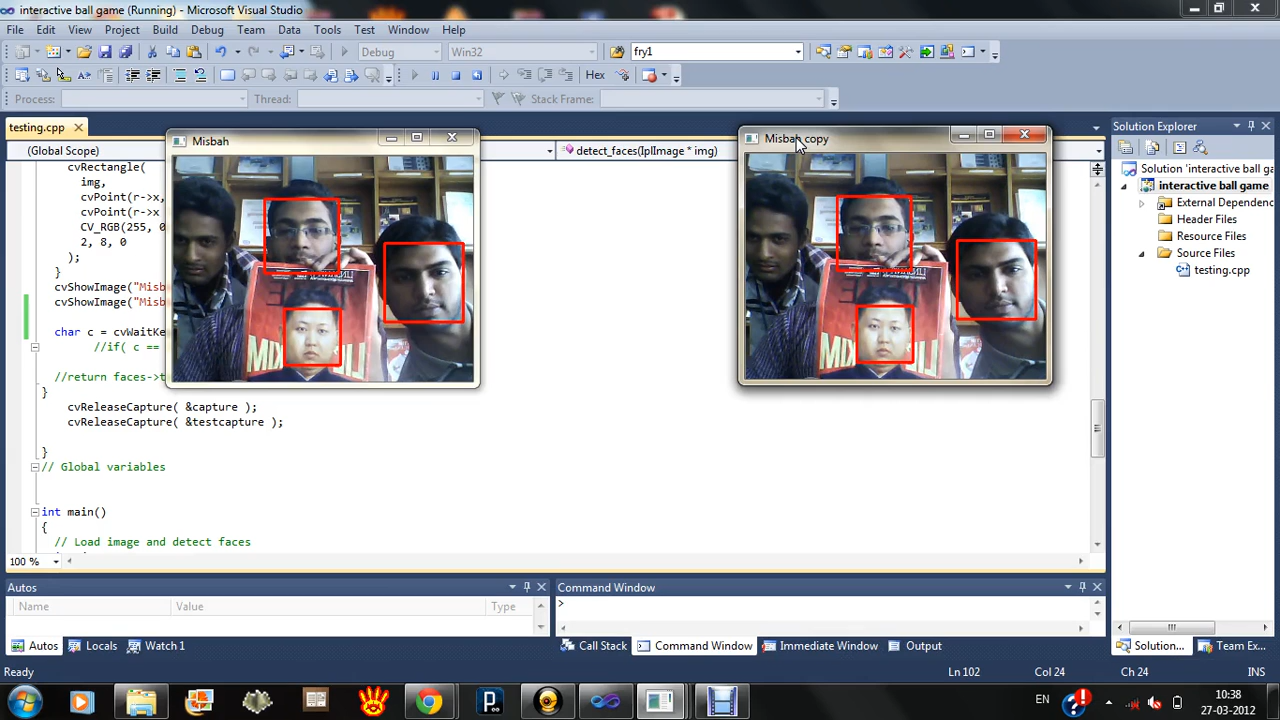 interactive ball game (Running) - Microsoft Visual Studio
File Edit View Project Build Debug Team Data Tools Test Window Help
Debug Win32 fry1
Hex
Process: Thread: Stack Frame:
testing.cpp
(Global Scope) detect_faces(IplImage * img)
Misbah
Misbah copy
cvRectangle(
img,
cvPoint(r->x
cvPoint(r->x
CV_RGB(255, 0
2, 8, 0
);
}
cvShowImage("Misb
cvShowImage("Misb
char c = cvWaitKe
//if( c ==
//return faces->t
}
cvReleaseCapture( &capture );
cvReleaseCapture( &testcapture );
}
// Global variables
int main()
{
// Load image and detect faces
100 %
Solution Explorer
Solution 'interactive ball ga
interactive ball game
External Dependenc
Header Files
Resource Files
Source Files
testing.cpp
Autos
Name Value Type
Autos Locals Watch 1
Command Window
>
Call Stack Command Window Immediate Window Output
Solution... Team Ex...
Ready Ln 102 Col 24 Ch 24
EN
10:38
27-03-2012